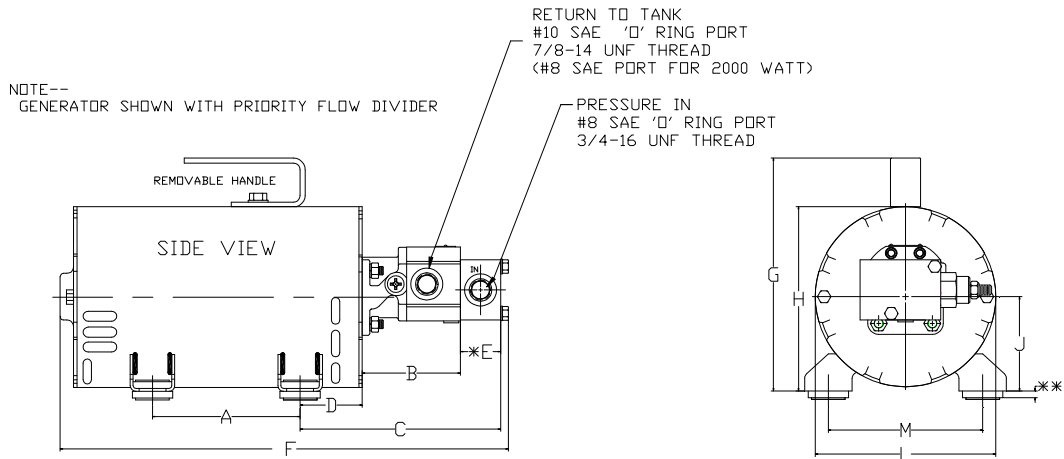 RETURN TO TANK
#10 SAE 'O' RING PORT
7/8-14 UNF THREAD
(#8 SAE PORT FOR 2000 WATT)
NOTE--
GENERATOR SHOWN WITH PRIORITY FLOW DIVIDER
PRESSURE IN
#8 SAE 'O' RING PORT
3/4-16 UNF THREAD
REMOVABLE HANDLE
SIDE VIEW
IN
G
H
J
*E
B
**
D
A
C
M
F
I